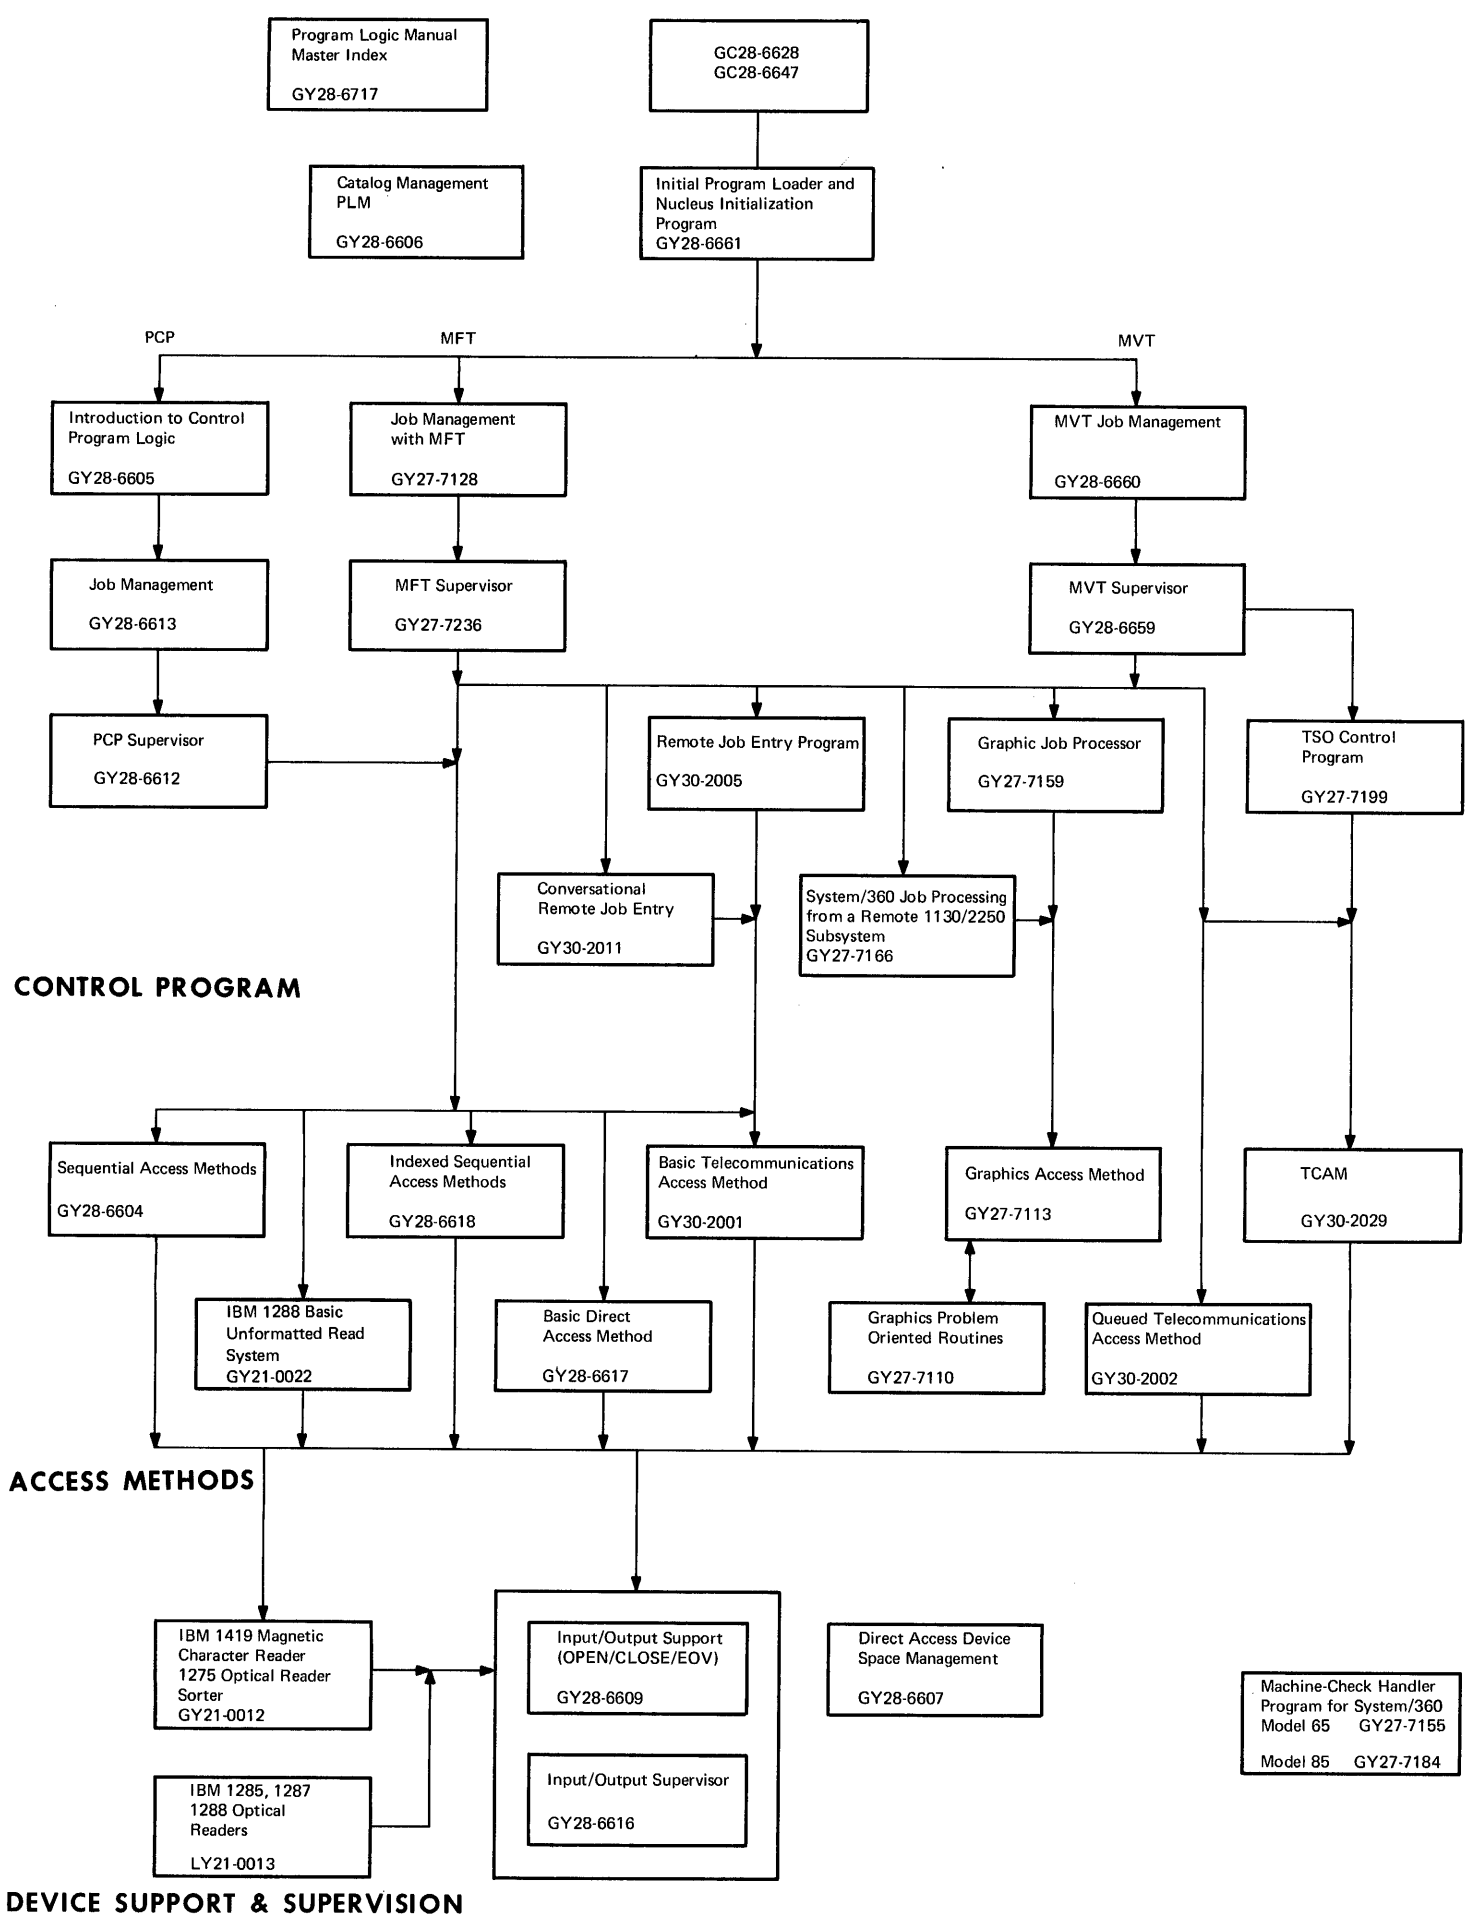 Program Logic Manual
Master Index
GY28-6717
GC28-6628
GC28-6647
Catalog Management
PLM
GY28-6606
Initial Program Loader and
Nucleus Initialization
Program
GY28-6661
PCP
MFT
MVT
Introduction to Control
Program Logic
GY28-6605
Job Management
with MFT
GY27-7128
MVT Job Management
GY28-6660
Job Management
GY28-6613
MFT Supervisor
GY27-7236
MVT Supervisor
GY28-6659
PCP Supervisor
GY28-6612
Remote Job Entry Program
GY30-2005
Graphic Job Processor
GY27-7159
TSO Control
Program
GY27-7199
Conversational
Remote Job Entry
GY30-2011
System/360 Job Processing
from a Remote 1130/2250
Subsystem
GY27-7166
CONTROL PROGRAM
Sequential Access Methods
GY28-6604
Indexed Sequential
Access Methods
GY28-6618
Basic Telecommunications
Access Method
GY30-2001
Graphics Access Method
GY27-7113
TCAM
GY30-2029
IBM 1288 Basic
Unformatted Read
System
GY21-0022
Basic Direct
Access Method
GY28-6617
Graphics Problem
Oriented Routines
GY27-7110
Queued Telecommunications
Access Method
GY30-2002
ACCESS METHODS
IBM 1419 Magnetic
Character Reader
1275 Optical Reader
Sorter
GY21-0012
Input/Output Support
(OPEN/CLOSE/EOV)
GY28-6609
Direct Access Device
Space Management
GY28-6607
Machine-Check Handler
Program for System/360
Model 65 GY27-7155
Model 85 GY27-7184
IBM 1285, 1287
1288 Optical
Readers
LY21-0013
Input/Output Supervisor
GY28-6616
DEVICE SUPPORT & SUPERVISION